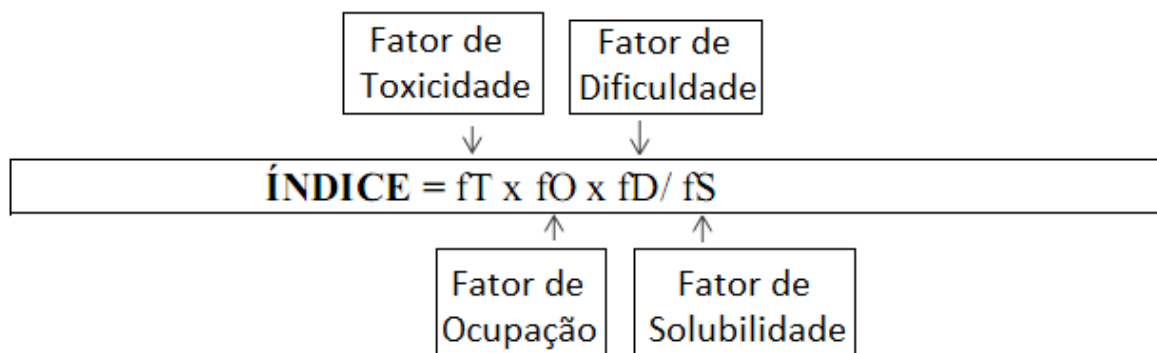 Fator de
Toxicidade
Fator de
Dificuldade
ÍNDICE = fT x fO x fD/ fS
Fator de
Ocupação
Fator de
Solubilidade